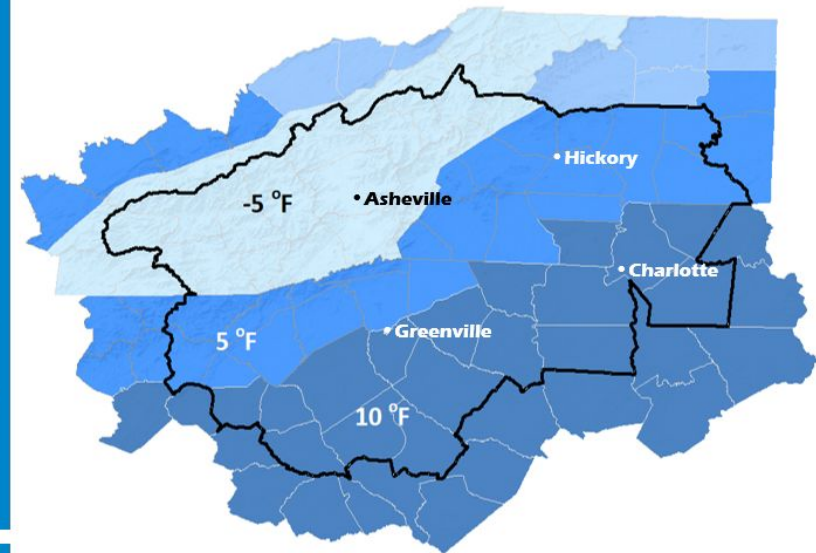 • Hickory
-5 °F
• Asheville
• Charlotte
• Greenville
5 °F
10 °F